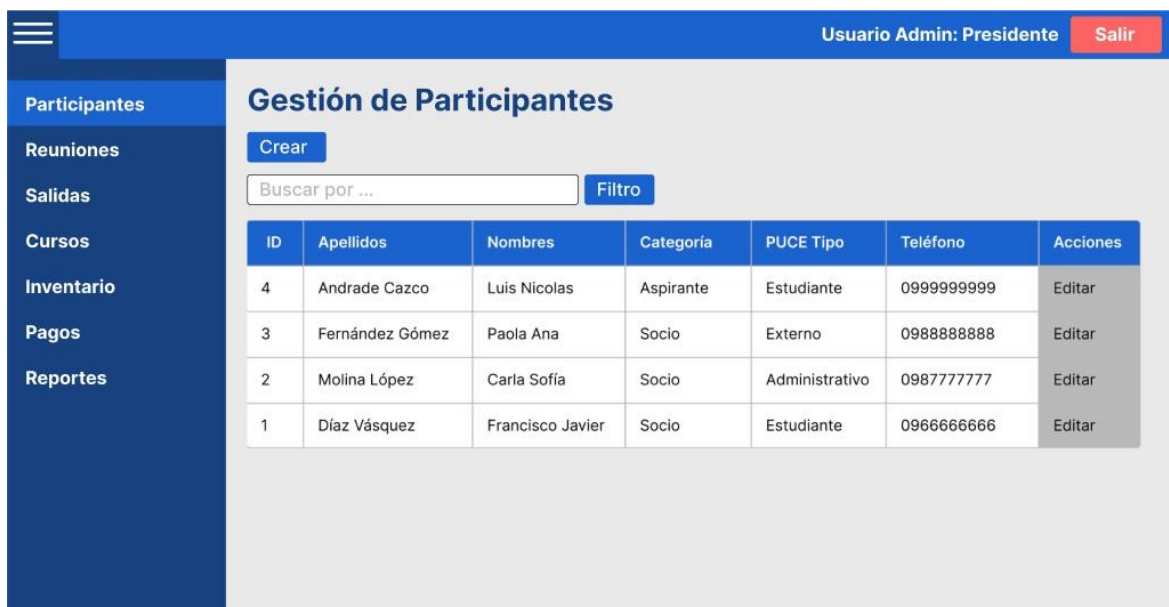 Usuario Admin: Presidente Salir
Participantes
Reuniones
Salidas
Cursos
Inventario
Pagos
Reportes
Gestión de Participantes
Crear
Buscar por ... Filtro
ID Apellidos Nombres Categoría PUCE Tipo Teléfono Acciones
4 Andrade Cazco Luis Nicolas Aspirante Estudiante 0999999999 Editar
3 Fernández Gómez Paola Ana Socio Externo 0988888888 Editar
2 Molina López Carla Sofía Socio Administrativo 0987777777 Editar
1 Díaz Vásquez Francisco Javier Socio Estudiante 0966666666 Editar